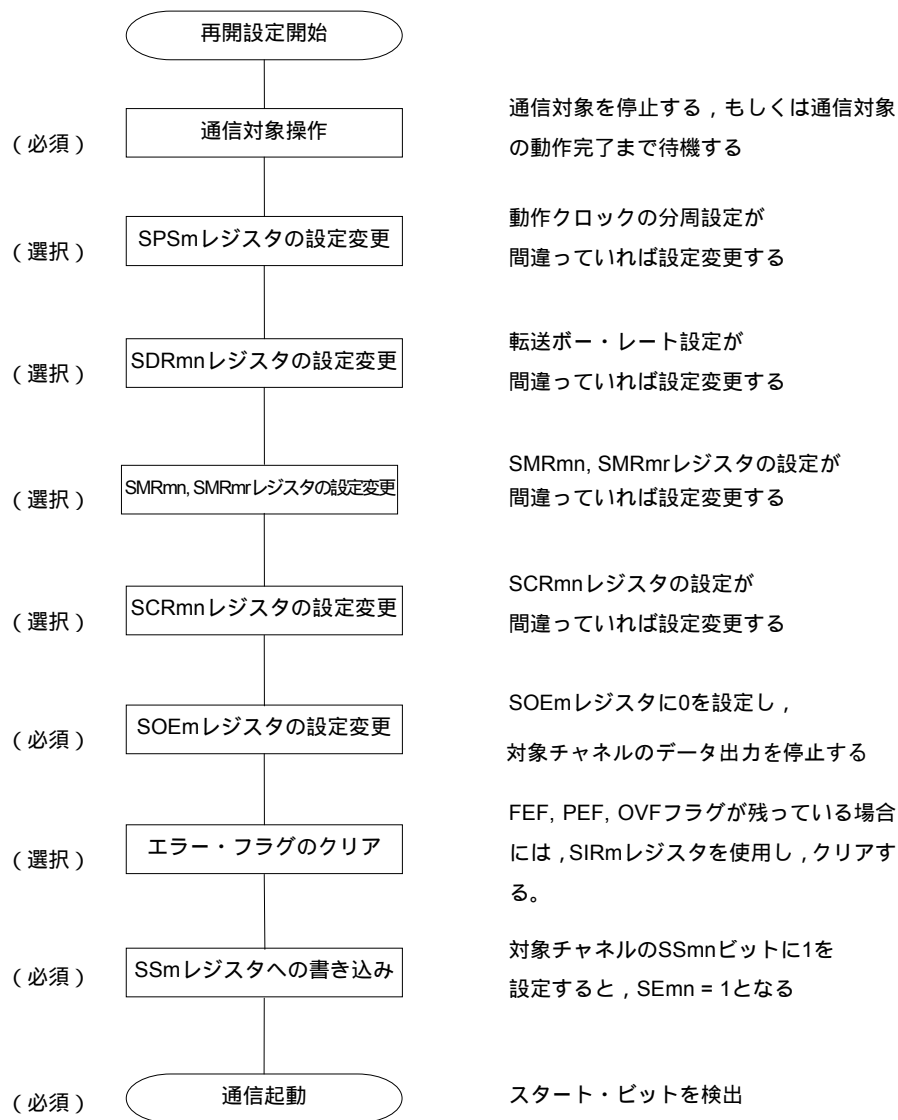 再開設定開始
(必須) 通信対象操作 通信対象を停止する，もしくは通信対象
の動作完了まで待機する
(選択) SPSmレジスタの設定変更 動作クロックの分周設定が
間違っていれば設定変更する
(選択) SDRmnレジスタの設定変更 転送ボー・レート設定が
間違っていれば設定変更する
(選択) SMRmn, SMRmrレジスタの設定変更 SMRmn, SMRmrレジスタの設定が
間違っていれば設定変更する
(選択) SCRmnレジスタの設定変更 SCRmnレジスタの設定が
間違っていれば設定変更する
(必須) SOEmレジスタの設定変更 SOEmレジスタに0を設定し，
対象チャネルのデータ出力を停止する
(選択) エラー・フラグのクリア FEF, PEF, OVFフラグが残っている場合
には，SIRmレジスタを使用し，クリアす
る。
(必須) SSmレジスタへの書き込み 対象チャネルのSSmnビットに1を
設定すると，SEmn = 1となる
(必須) 通信起動 スタート・ビットを検出